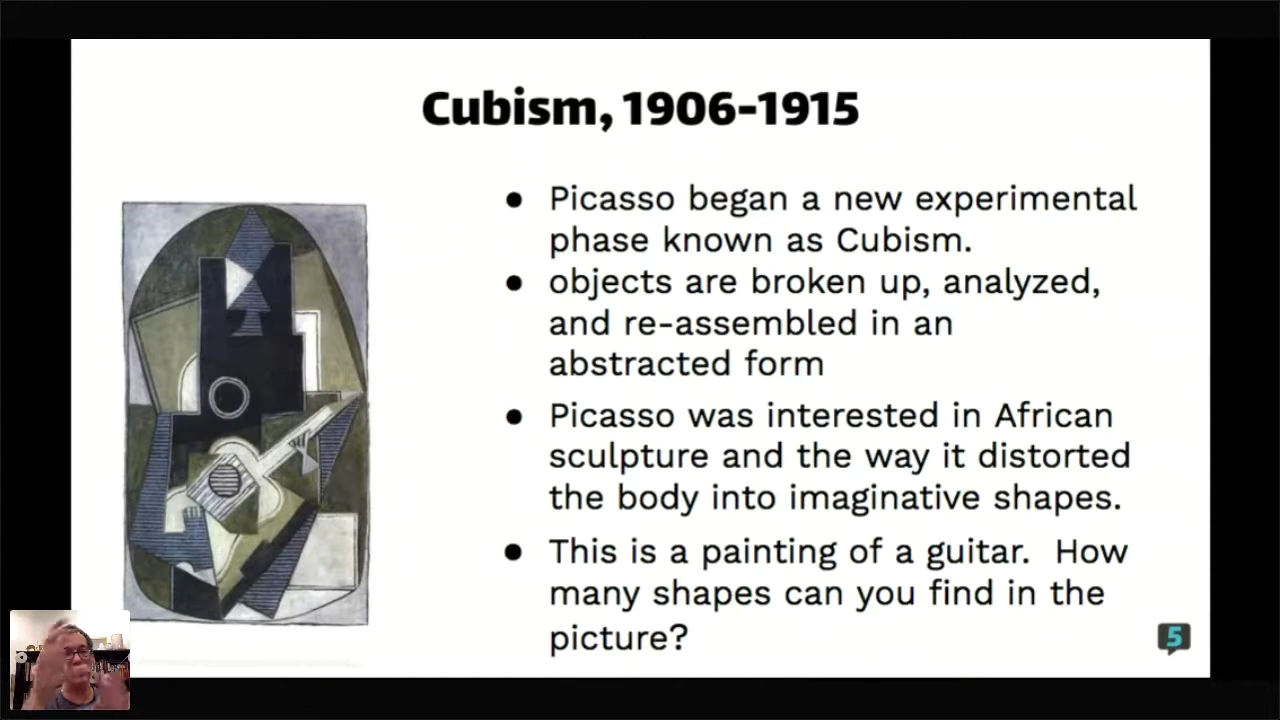 Cubism, 1906-1915
● Picasso began a new experimental
phase known as Cubism.
● objects are broken up, analyzed,
and re-assembled in an
abstracted form
● Picasso was interested in African
sculpture and the way it distorted
the body into imaginative shapes.
● This is a painting of a guitar.  How
many shapes can you find in the
picture?
5